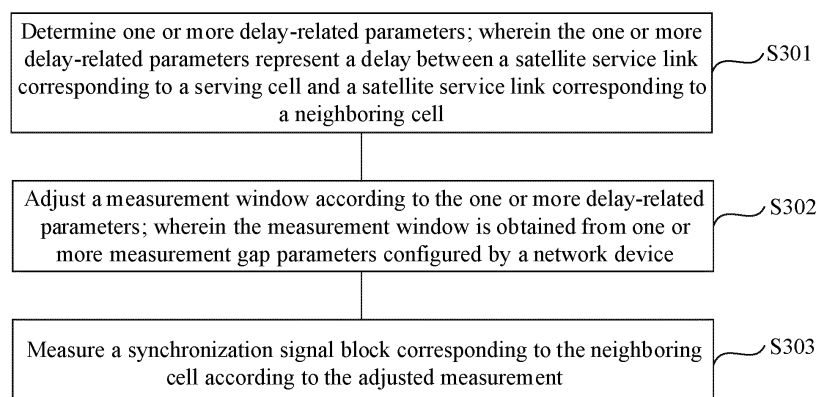 Determine one or more delay-related parameters; wherein the one or more
delay-related parameters represent a delay between a satellite service link
corresponding to a serving cell and a satellite service link corresponding to
a neighboring cell
S301
Adjust a measurement window according to the one or more delay-related
parameters; wherein the measurement window is obtained from one or
more measurement gap parameters configured by a network device
S302
Measure a synchronization signal block corresponding to the neighboring
cell according to the adjusted measurement
S303